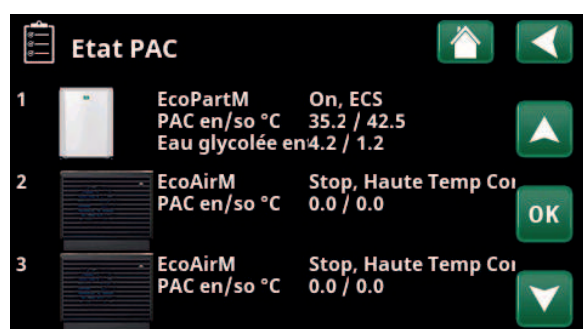 Etat PAC
1 EcoPartM On, ECS
PAC en/so °C 35.2 / 42.5
Eau glycolée en 4.2 / 1.2
2 EcoAirM Stop, Haute Temp Cor
PAC en/so °C 0.0 / 0.0
OK
3 EcoAirM Stop, Haute Temp Cor
PAC en/so °C 0.0 / 0.0